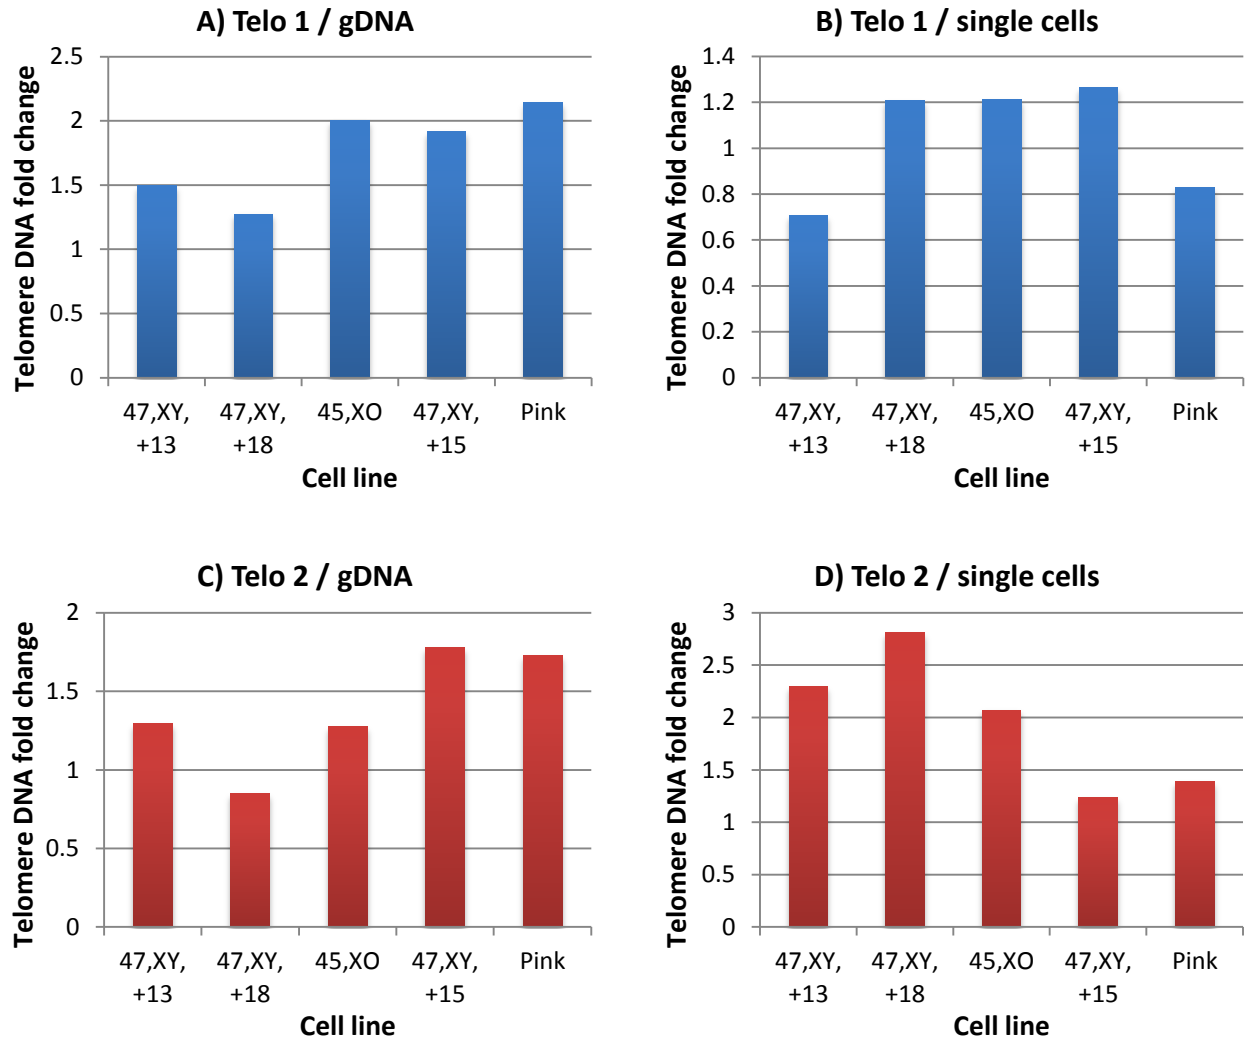 A) Telo 1 / gDNA
Telomere DNA fold change
2.5
2
1.5
1
0.5
0
47,XY, 47,XY, 45,XO 47,XY, Pink
+13 +18 +15
Cell line
B) Telo 1 / single cells
Telomere DNA fold change
1.4
1.2
1
0.8
0.6
0.4
0.2
0
47,XY, 47,XY, 45,XO 47,XY, Pink
+13 +18 +15
Cell line
C) Telo 2 / gDNA
Telomere DNA fold change
2
1.5
1
0.5
0
47,XY, 47,XY, 45,XO 47,XY, Pink
+13 +18 +15
Cell line
D) Telo 2 / single cells
Telomere DNA fold change
3
2.5
2
1.5
1
0.5
0
47,XY, 47,XY, 45,XO 47,XY, Pink
+13 +18 +15
Cell line